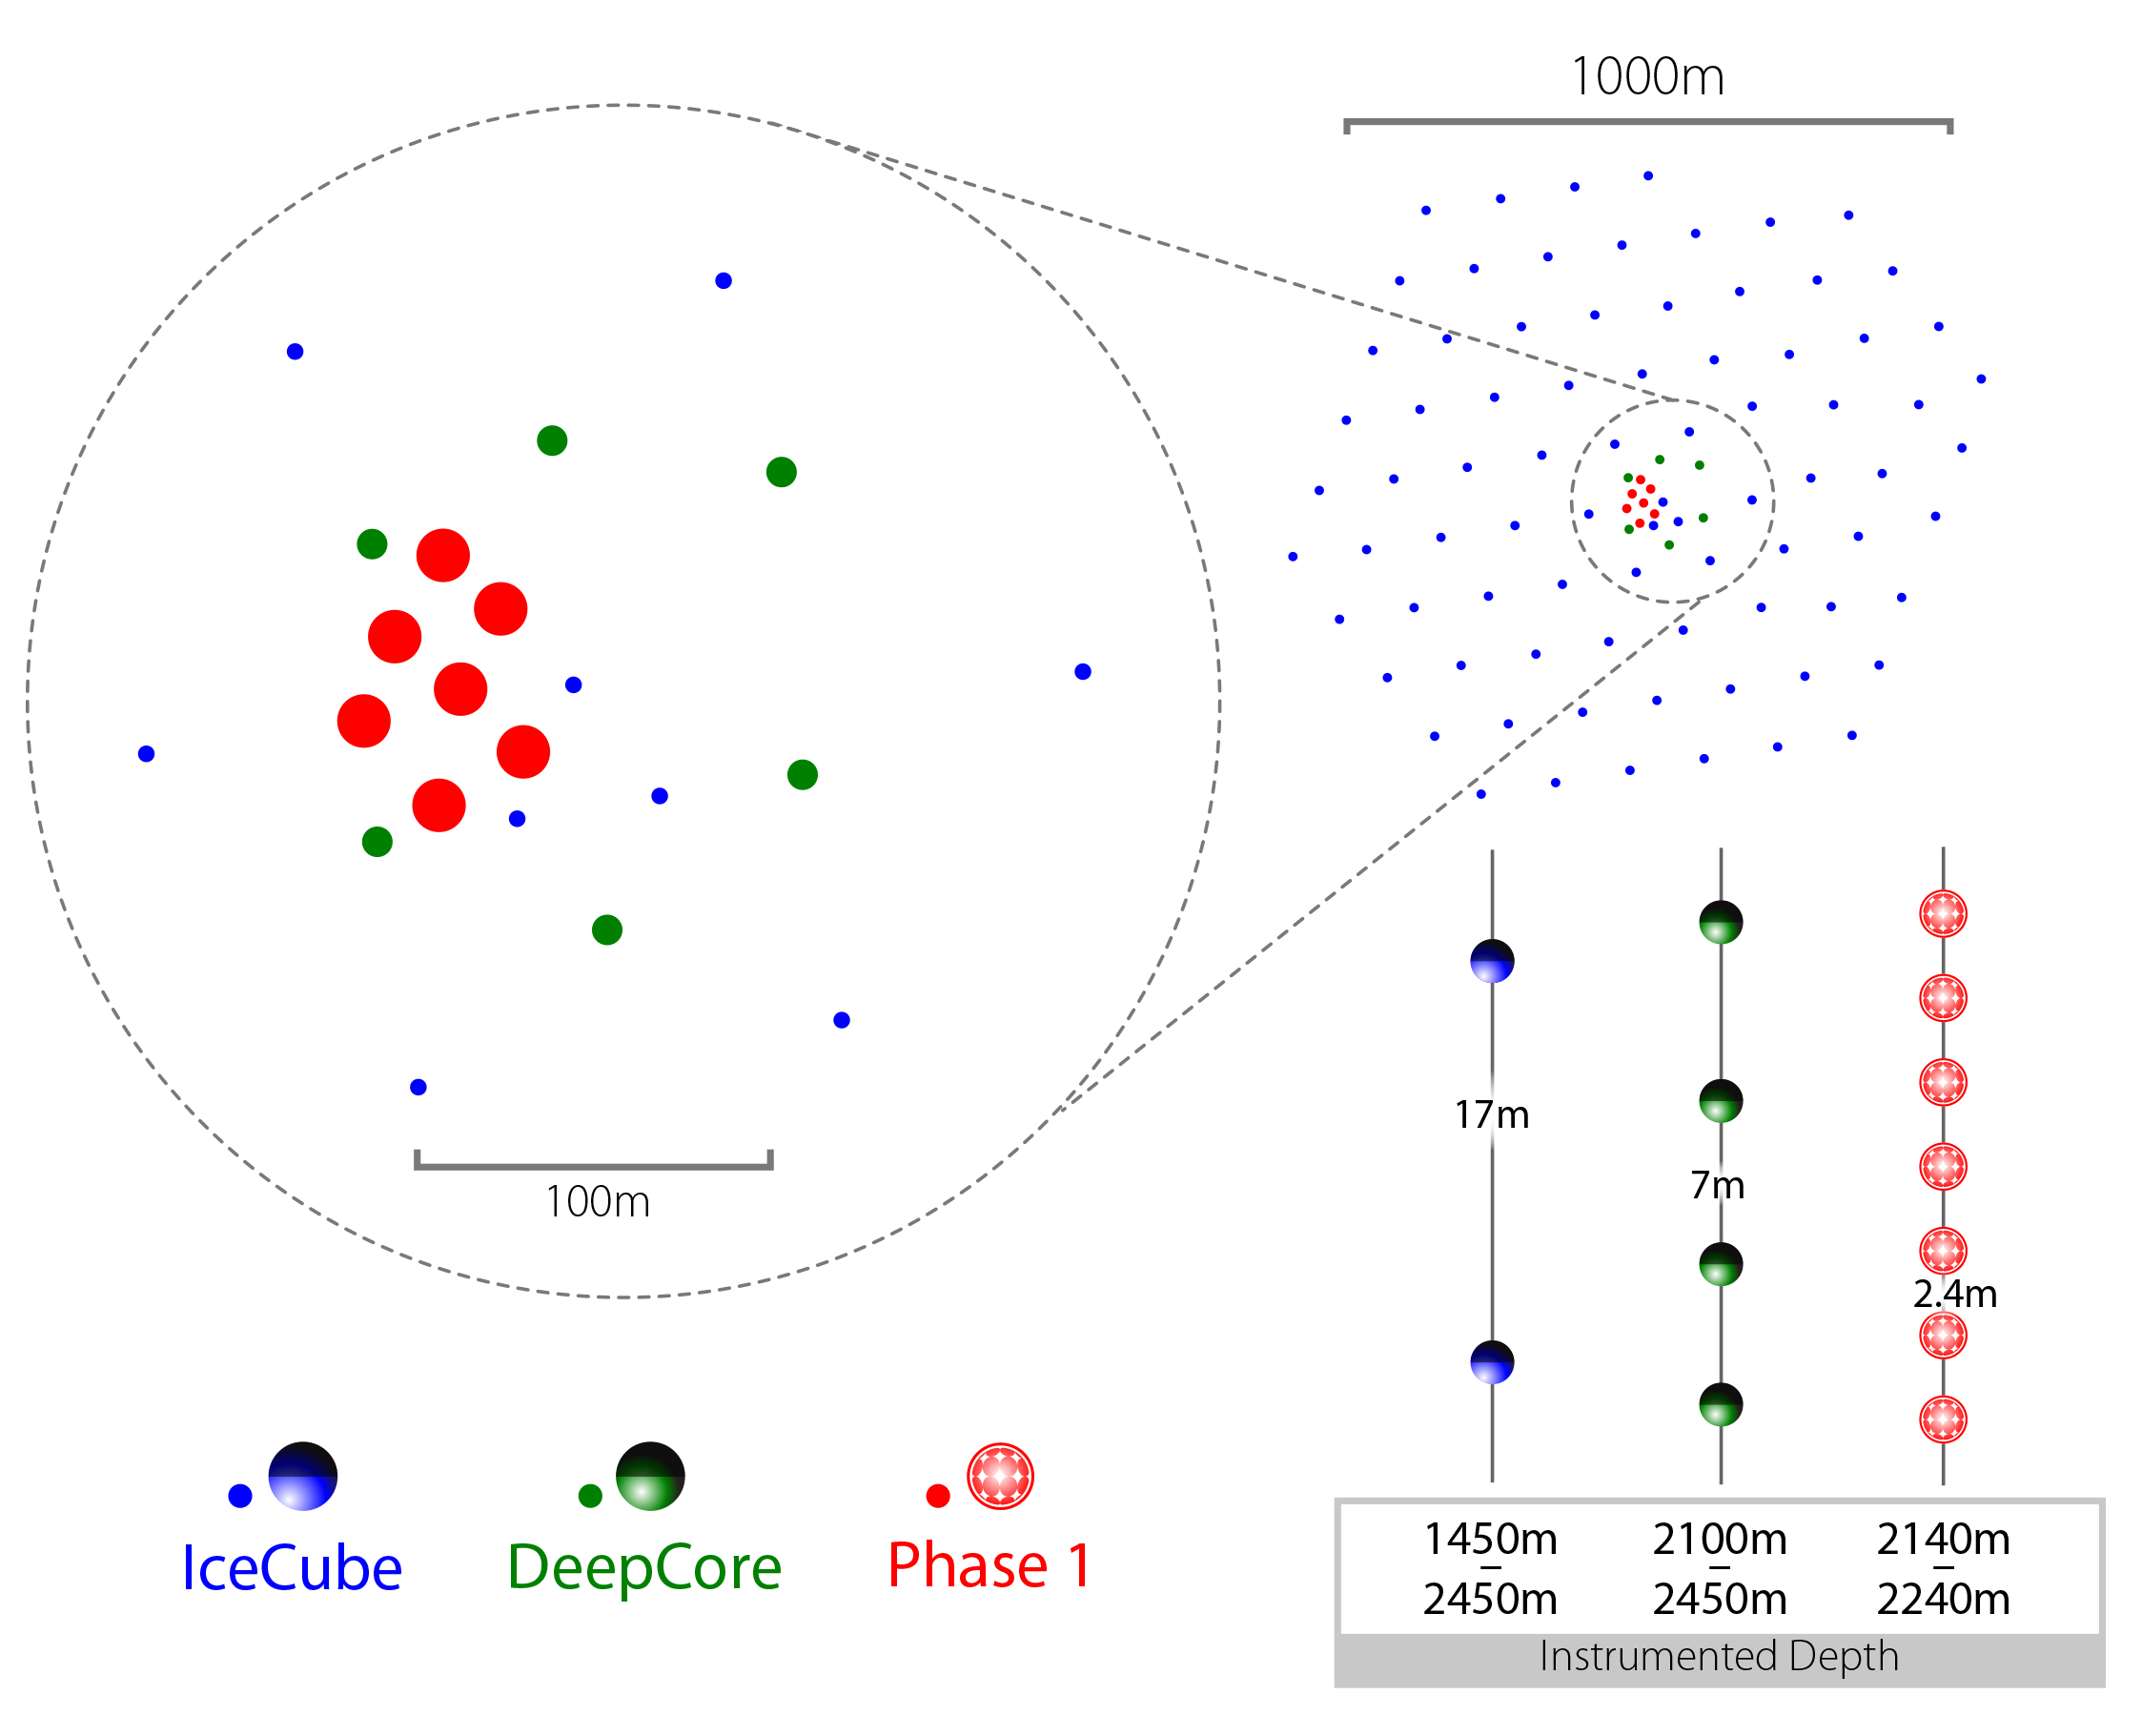 1000m
100m
17m
7m
2.4m
IceCube
DeepCore
Phase 1
1450m
–
2450m
2100m
–
2450m
2140m
–
2240m
Instrumented Depth